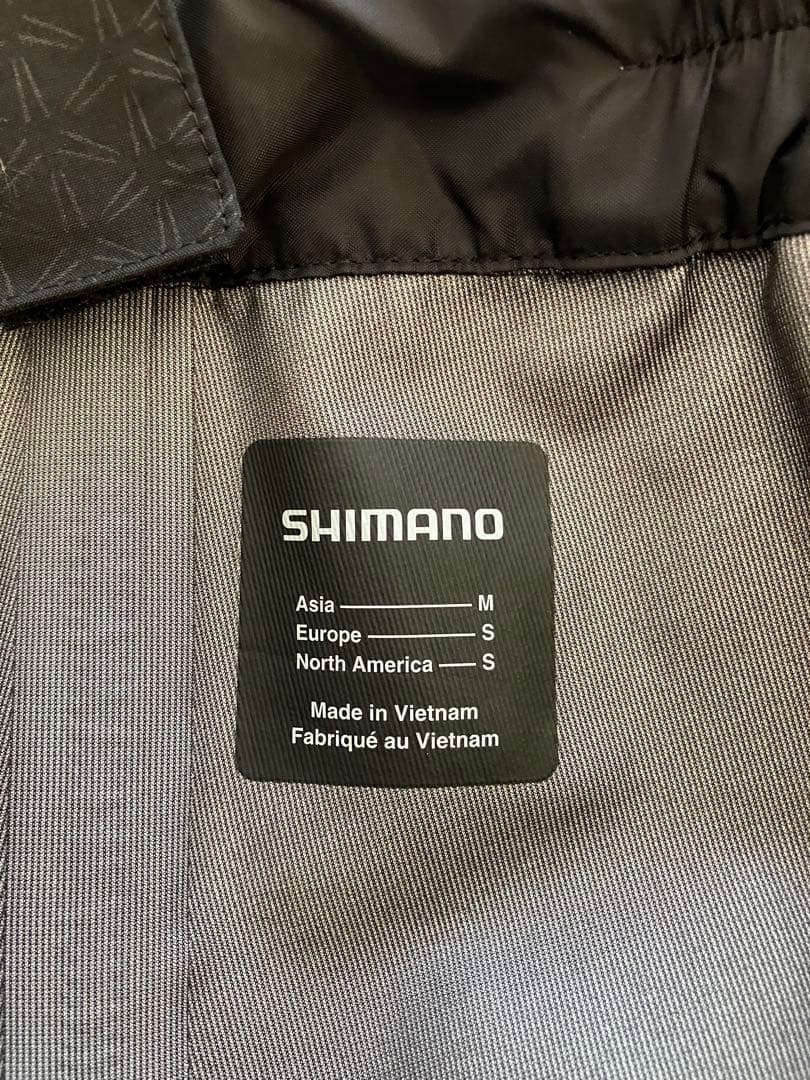 SHIMANO
Asia M
Europe S
North America S
Made in Vietnam
Fabriqué au Vietnam